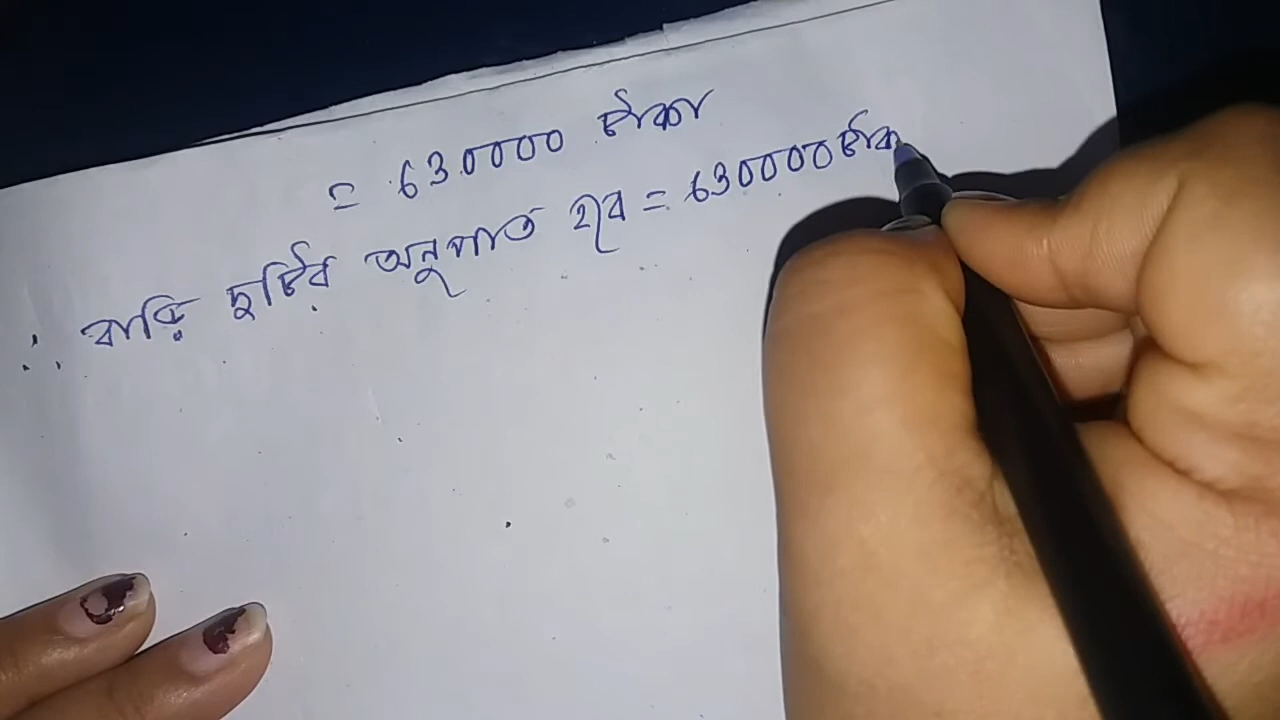 = 630000 টাকা
∴ বাড়ি দুটির অনুপাত হবে = 630000 টাক